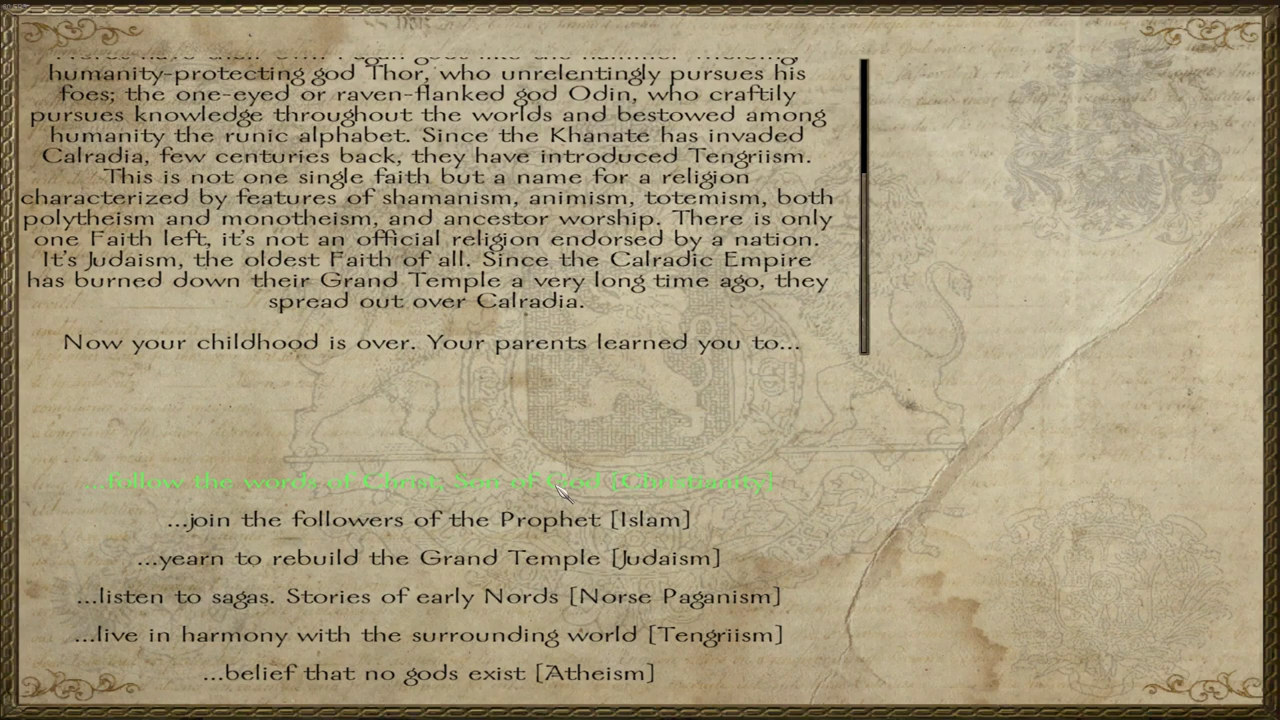 humanity-protecting god Thor, who unrelentingly pursues his
foes; the one-eyed or raven-flanked god Odin, who craftily
pursues knowledge throughout the worlds and bestowed among
humanity the runic alphabet. Since the Khanate has invaded
Calradia, few centuries back, they have introduced Tengriism.
This is not one single faith but a name for a religion
characterized by features of shamanism, animism, totemism, both
polytheism and monotheism, and ancestor worship. There is only
one Faith left, it's not an official religion endorsed by a nation.
It's Judaism, the oldest Faith of all. Since the Calradic Empire
has burned down their Grand Temple a very long time ago, they
spread out over Calradia.
Now your childhood is over. Your parents learned you to...
...follow the words of Christ, Son of God [Christianity]
...join the followers of the Prophet [Islam]
...yearn to rebuild the Grand Temple [Judaism]
...listen to sagas. Stories of early Nords [Norse Paganism]
...live in harmony with the surrounding world [Tengriism]
...belief that no gods exist [Atheism]